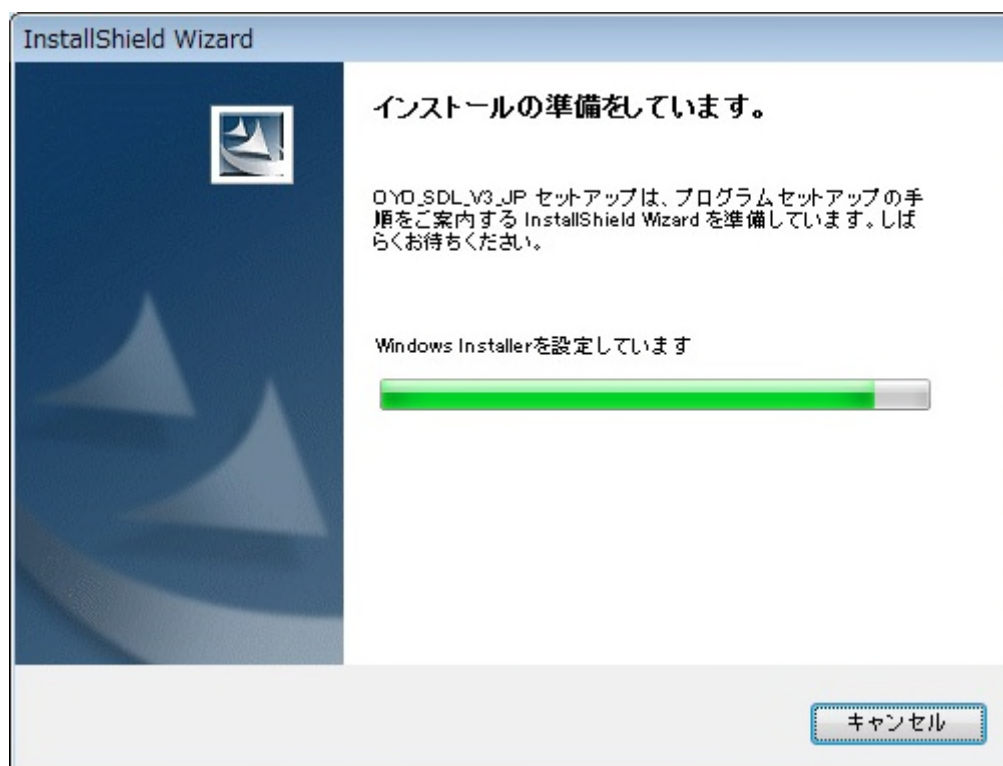 InstallShield Wizard
インストールの準備をしています。
OYO_SDL_V3_JP セットアップは、プログラムセットアップの手
順をご案内する InstallShield Wizard を準備しています。しば
らくお待ちください。
Windows Installerを設定しています
キャンセル